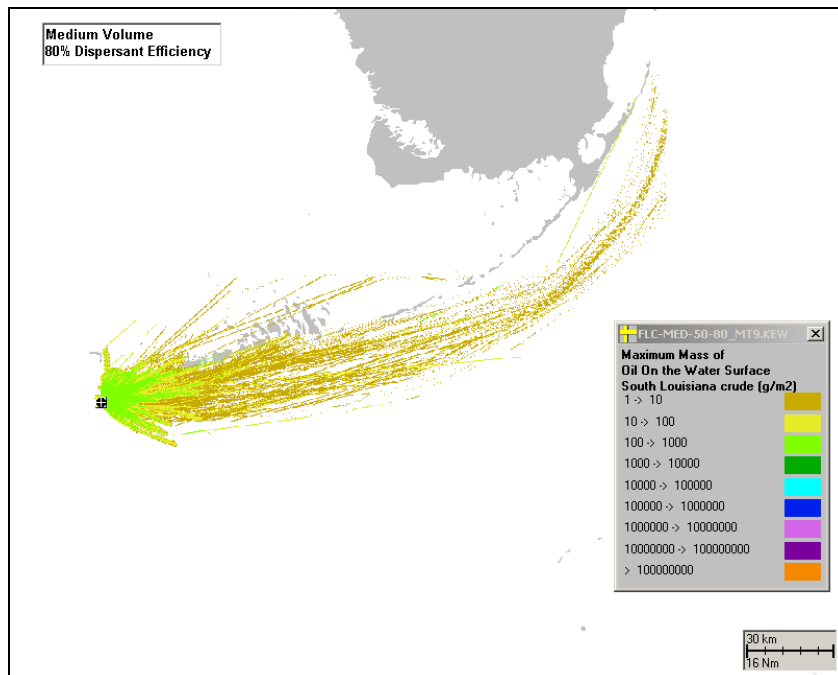 Medium Volume
80% Dispersant Efficiency
FLC-MED-50-80_MT9.KEW
Maximum Mass of
Oil On the Water Surface
South Louisiana crude (g/m2)
1 -> 10
10 -> 100
100 -> 1000
1000 -> 10000
10000 -> 100000
100000 -> 1000000
1000000 -> 10000000
10000000 -> 100000000
> 100000000
30 km
16 Nm